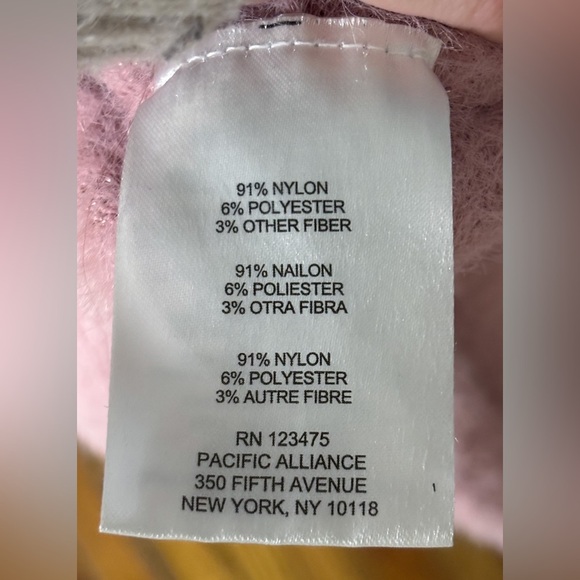 91% NYLON
6% POLYESTER
3% OTHER FIBER
91% NAILON
6% POLIESTER
3% OTRA FIBRA
91% NYLON
6% POLYESTER
3% AUTRE FIBRE
RN 123475
PACIFIC ALLIANCE
350 FIFTH AVENUE
NEW YORK, NY 10118
1